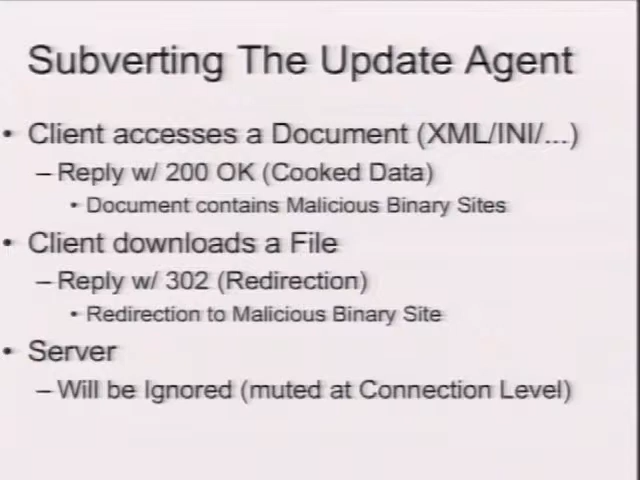 Subverting The Update Agent
• Client accesses a Document (XML/INI/...)
– Reply w/ 200 OK (Cooked Data)
• Document contains Malicious Binary Sites
• Client downloads a File
– Reply w/ 302 (Redirection)
• Redirection to Malicious Binary Site
• Server
– Will be Ignored (muted at Connection Level)